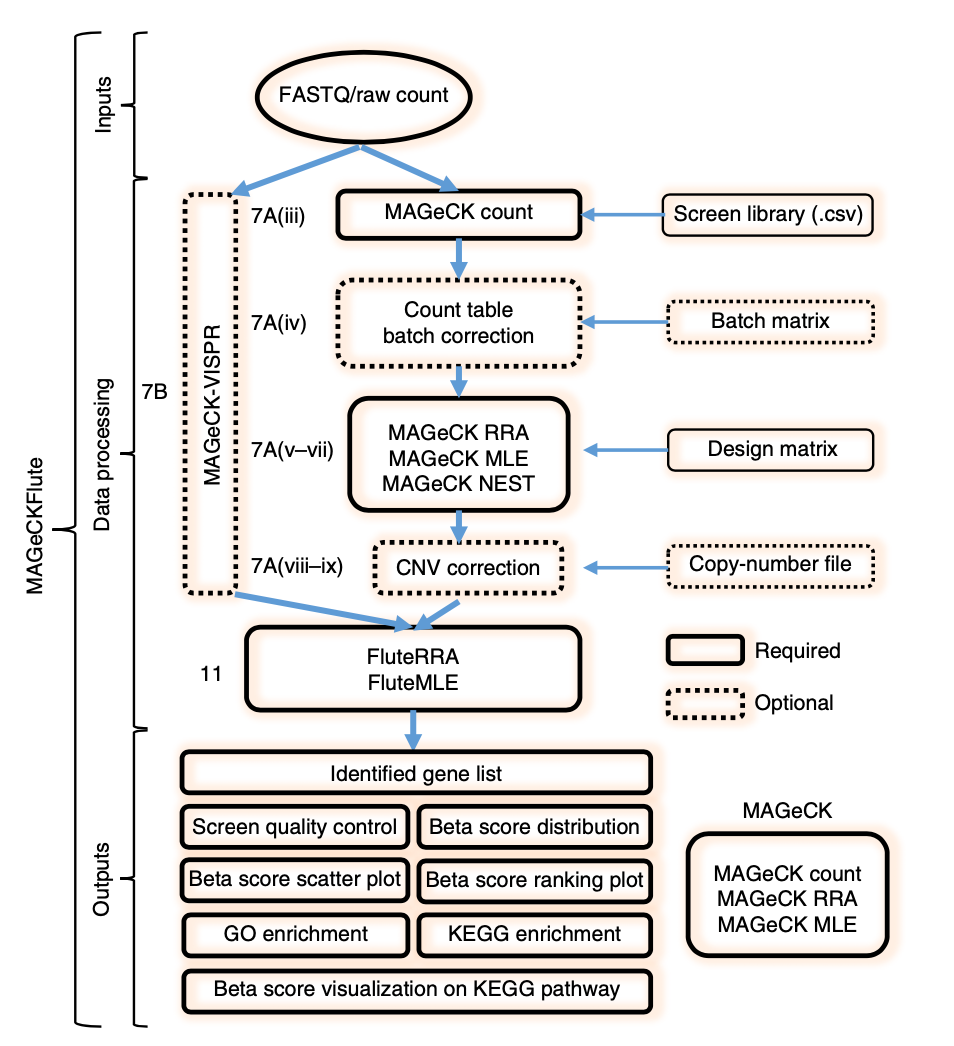 MAGeCKFlute
Inputs
FASTQ/raw count
Data processing
7B
MAGeCK-VISPR
7A(iii)
MAGeCK count
Screen library (.csv)
7A(iv)
Count table
batch correction
Batch matrix
7A(v–vii)
MAGeCK RRA
MAGeCK MLE
MAGeCK NEST
Design matrix
7A(viii–ix)
CNV correction
Copy-number file
11
FluteRRA
FluteMLE
Required
Optional
Outputs
Identified gene list
Screen quality control
Beta score distribution
Beta score scatter plot
Beta score ranking plot
GO enrichment
KEGG enrichment
Beta score visualization on KEGG pathway
MAGeCK
MAGeCK count
MAGeCK RRA
MAGeCK MLE